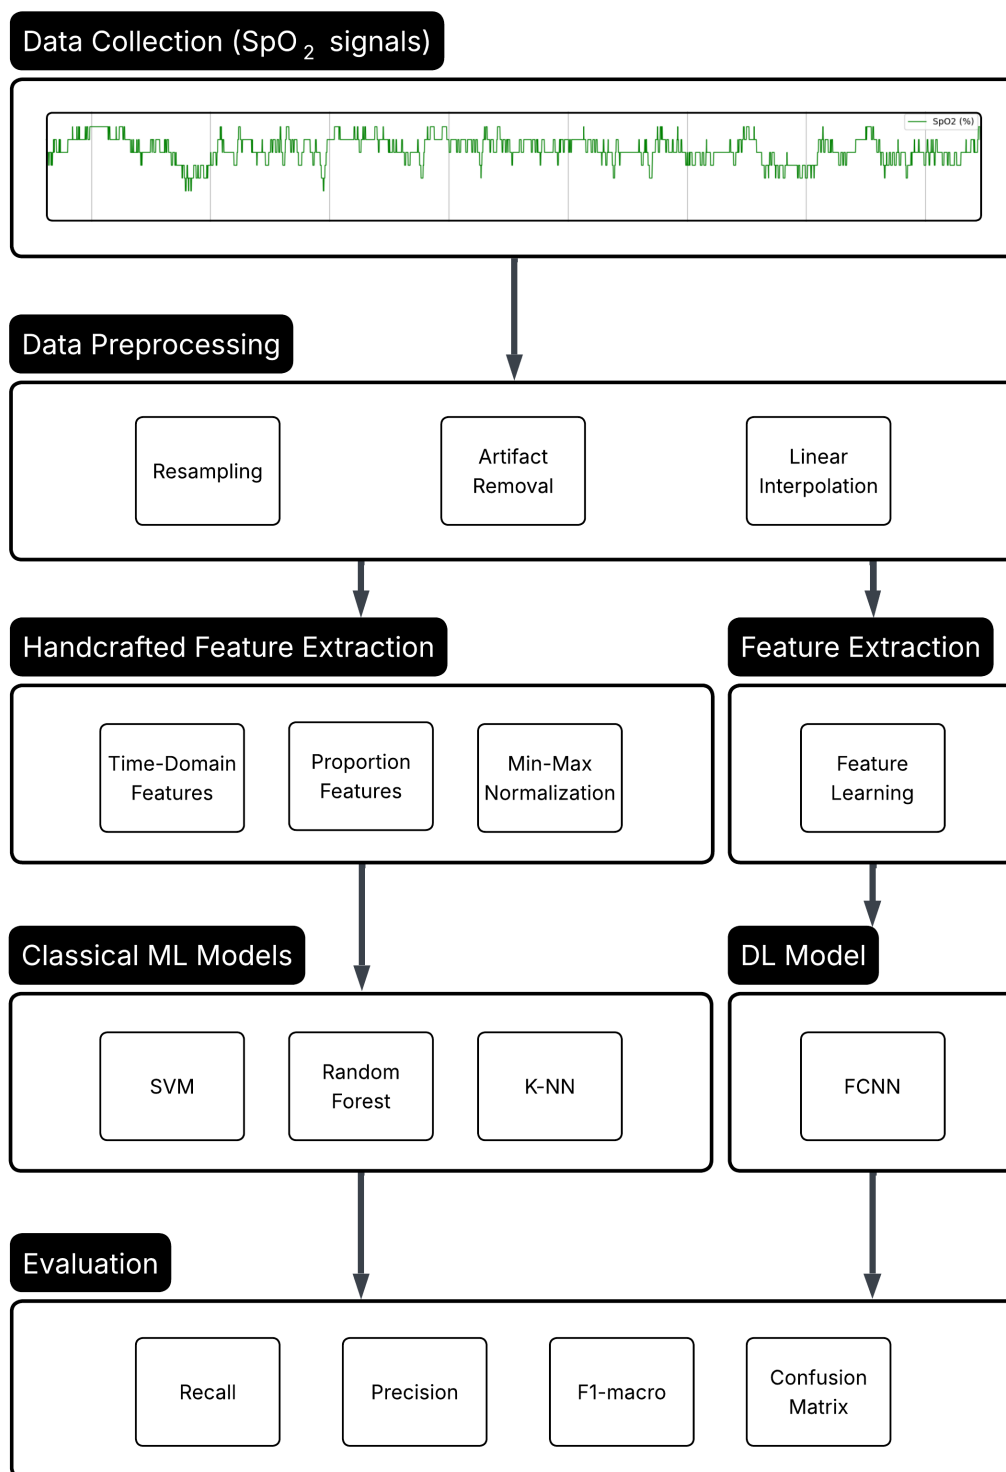 Data Collection (SpO₂ signals)
SpO2 (%)
Data Preprocessing
Resampling
Artifact
Removal
Linear
Interpolation
Handcrafted Feature Extraction
Feature Extraction
Time-Domain
Features
Proportion
Features
Min-Max
Normalization
Feature
Learning
Classical ML Models
DL Model
SVM
Random
Forest
K-NN
FCNN
Evaluation
Recall
Precision
F1-macro
Confusion
Matrix